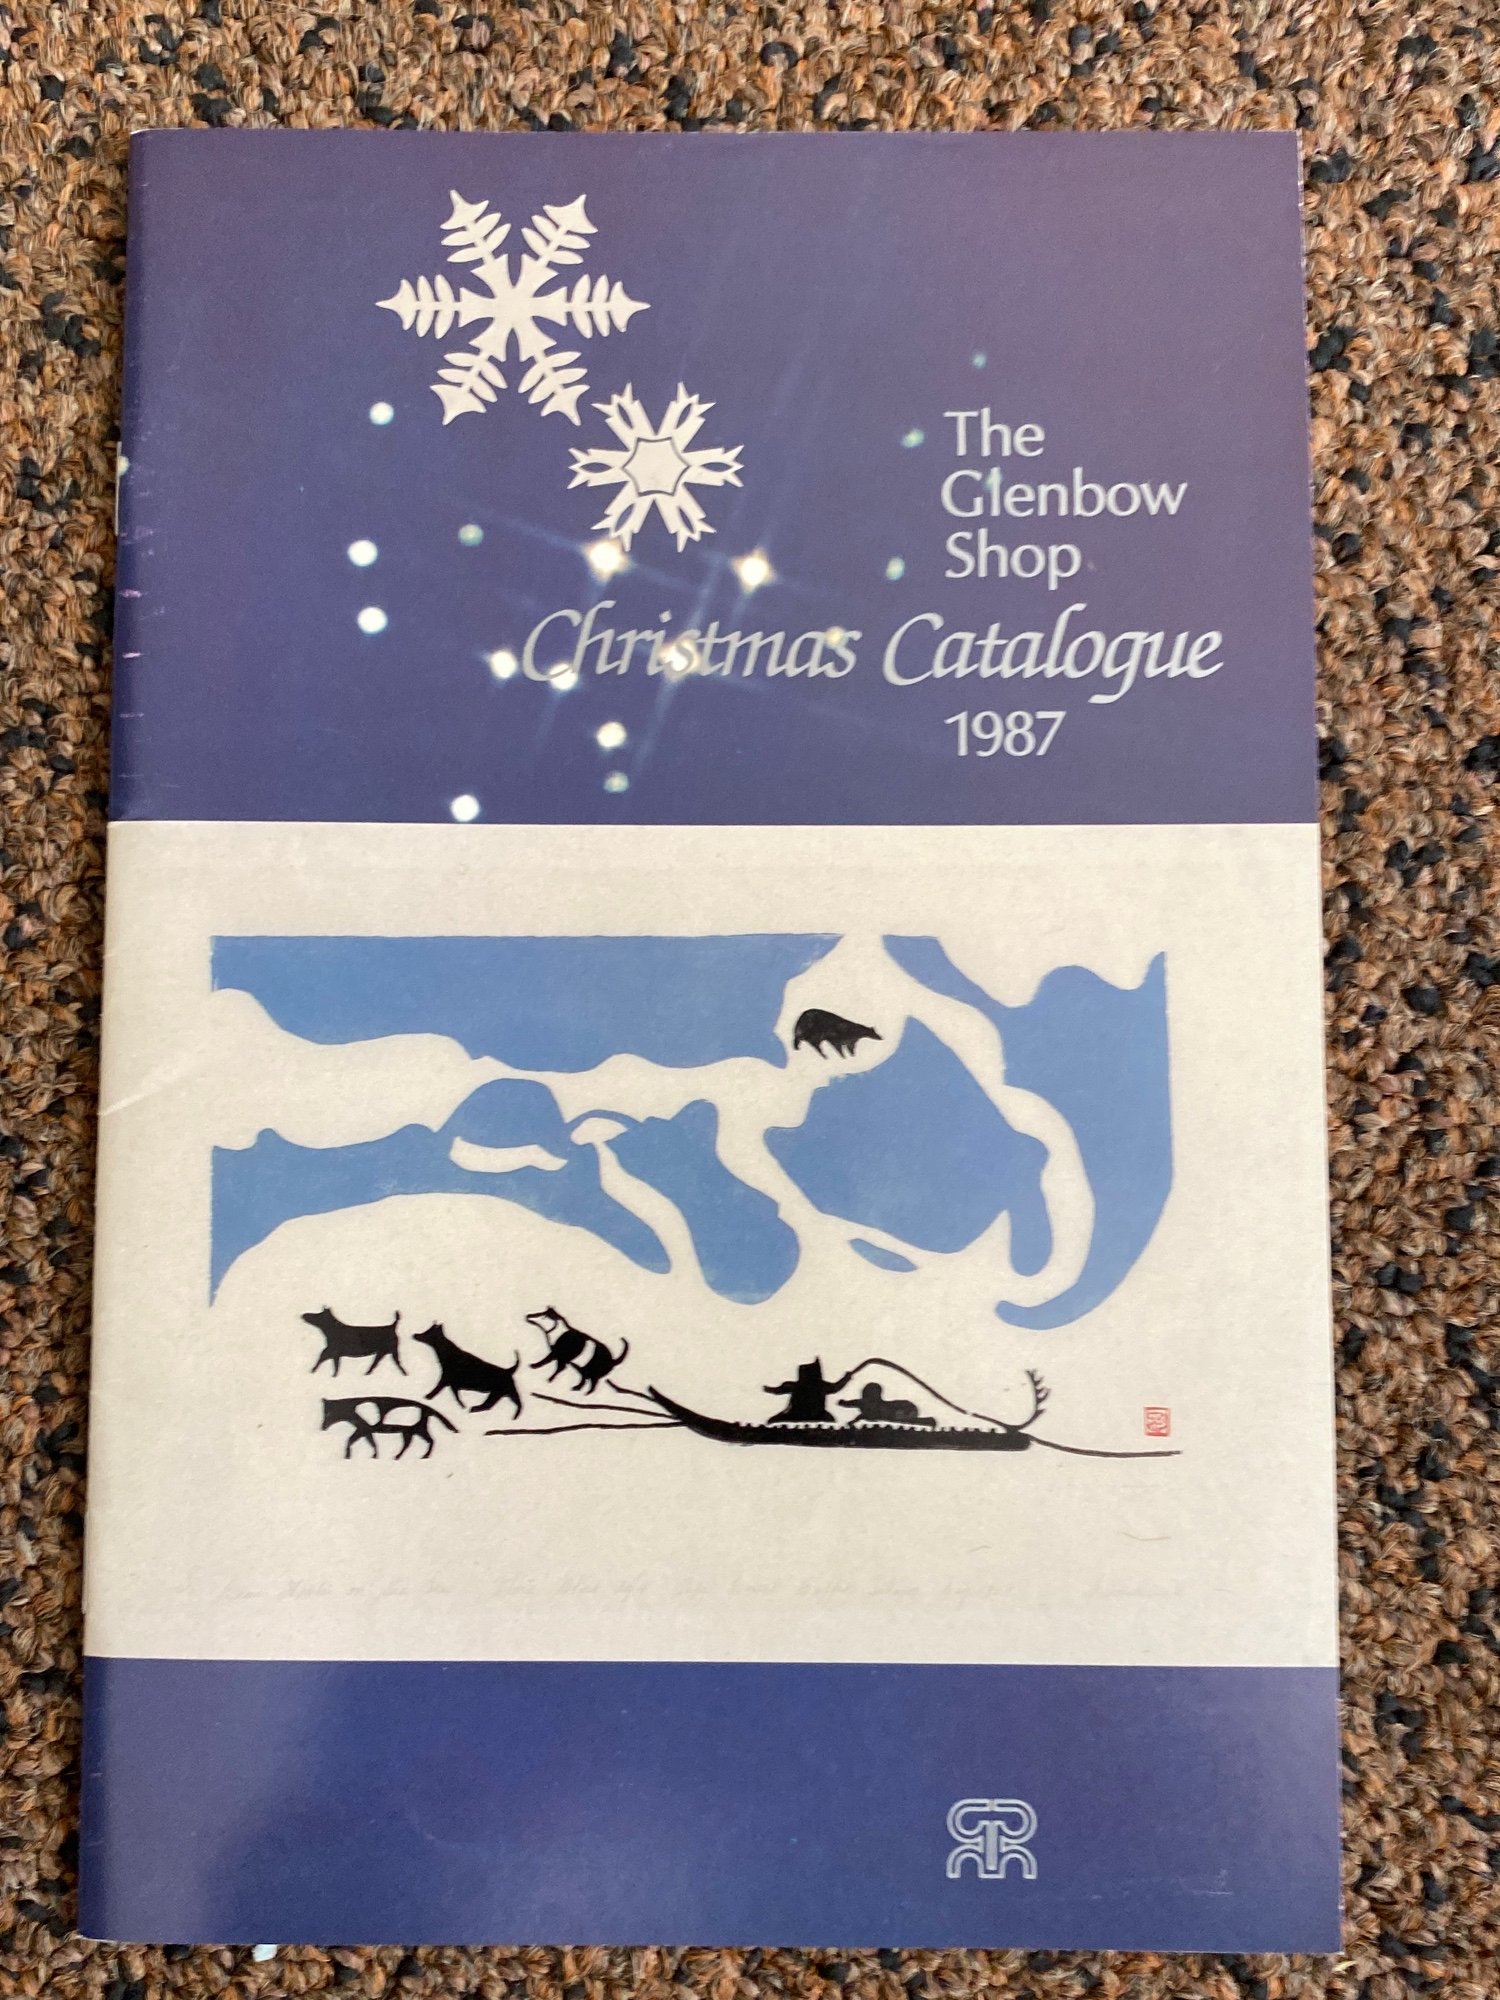 The
Glenbow
Shop
Christmas Catalogue
1987